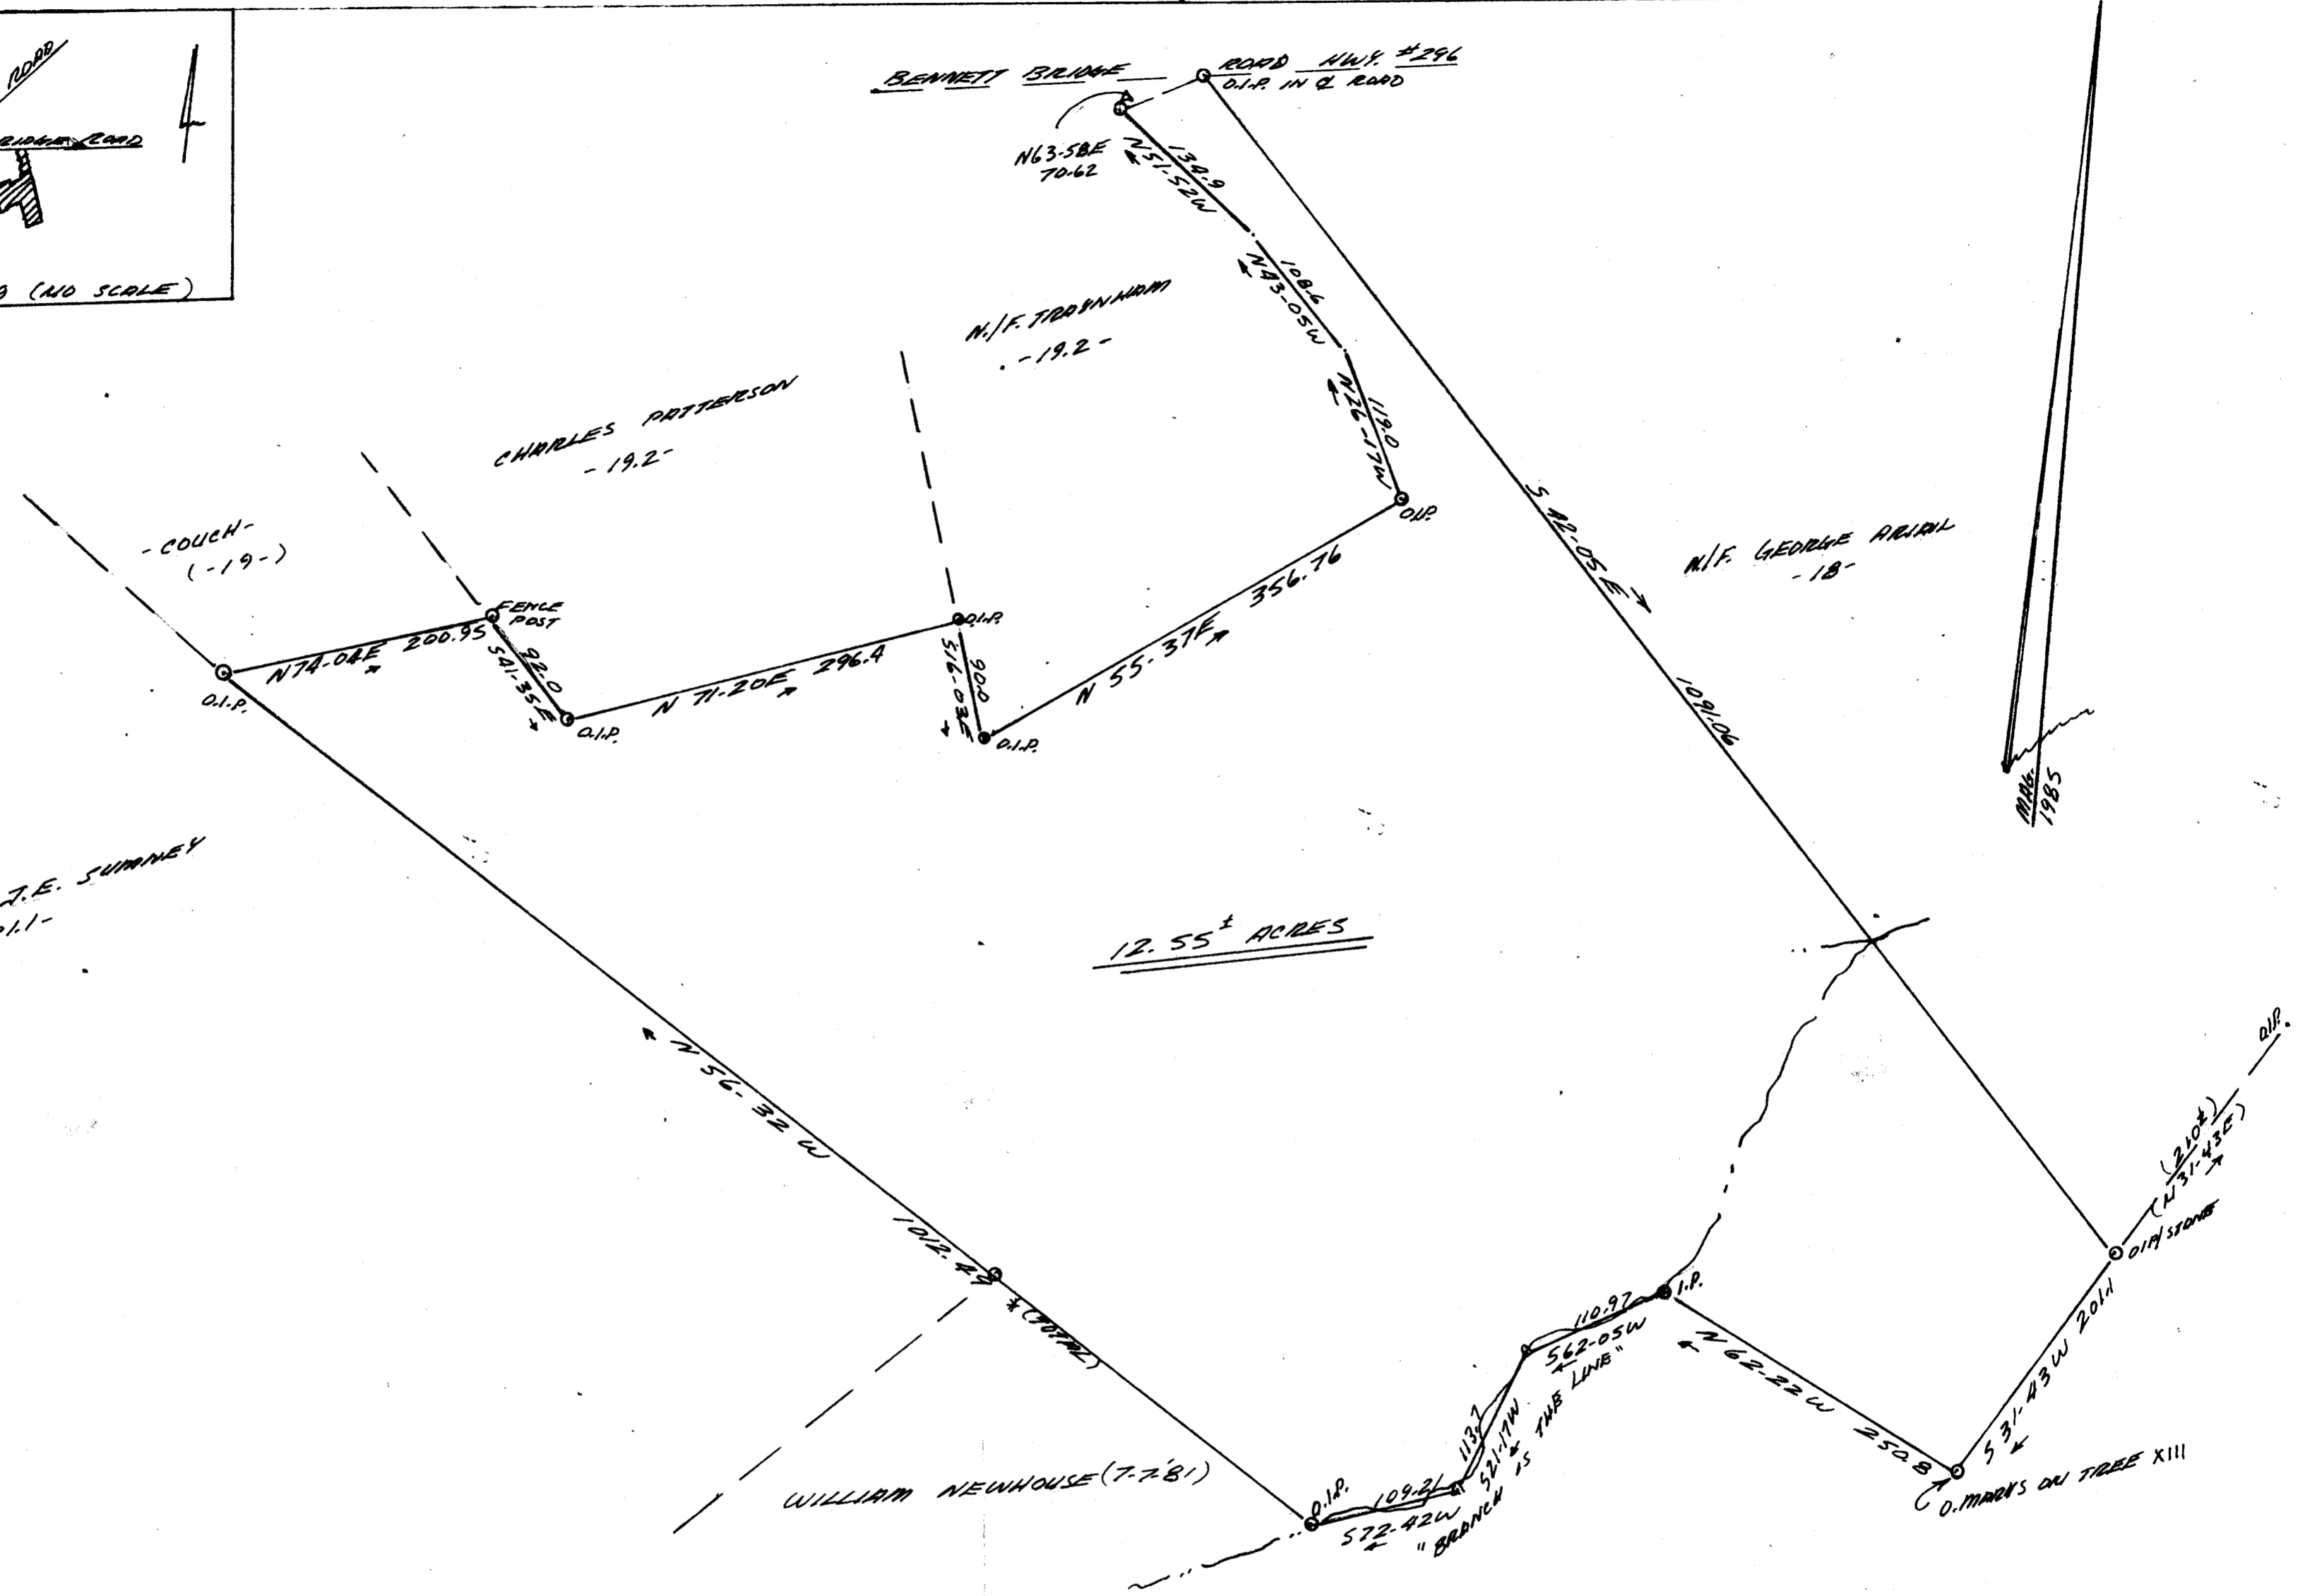 ROAD
ROAD
(NO SCALE)
BENNETT BRIDGE
ROAD HWY. #296
O.I.P. IN ℄ ROAD
N63-58E
70.62
134.9
N51-52W
108.6
N43-05W
119.0
N26-17W
O.I.P.
N./F. TRAYNHAM
-19.2-
CHARLES PATTERSON
-19.2-
-COUCH-
(-19-)
FENCE
POST
N74-04E 200.95
O.I.P.
92.0
S41-35E
O.I.P.
N 71-20E 296.4
O.I.P.
90.0
S16-03E
O.I.P.
N 55-37E 356.76
S 42-05 E
1091.06
N/F. GEORGE
-18-
MAG.
1985
J.E. SUMNEY
12.55± ACRES
N 56-32 W
* (TOTAL)
WILLIAM NEWHOUSE (7-7-81)
O.I.P.
109.21
S72-42W
113.7
S21-17W
110.97
S62-05W
"BRANCH IS THE LINE"
I.P.
N 62-22 W 250.8
O. MARKS ON TREE XIII
S 31-43 W 201.1
O.I.P/STONE
(210±)
(N31-43E)
O.I.P.